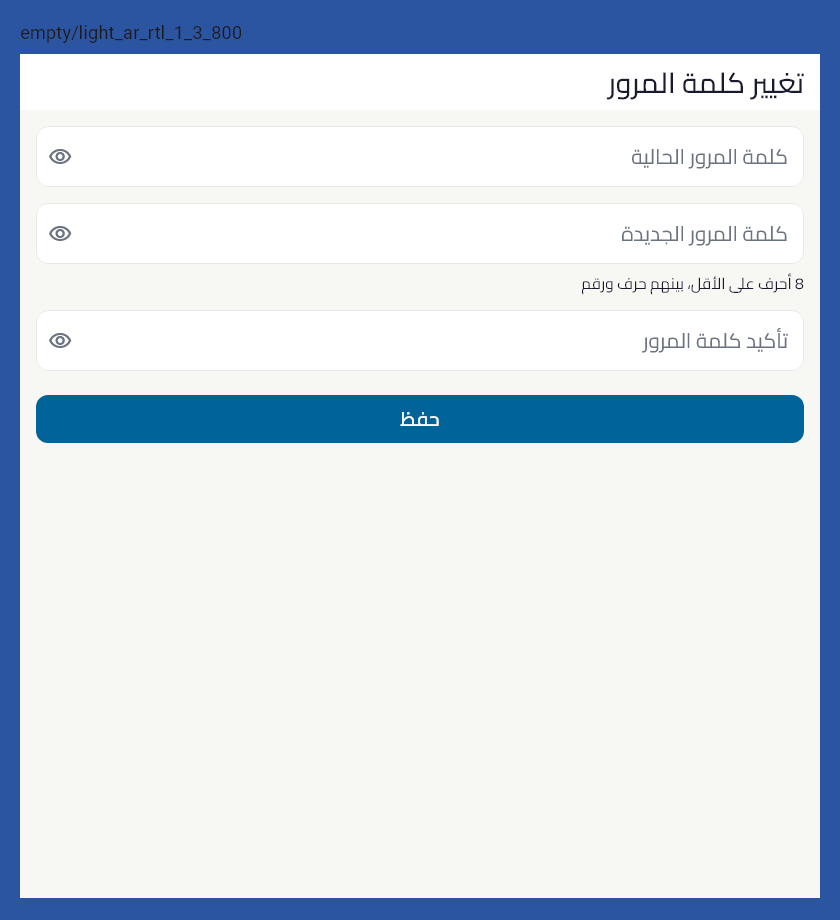 empty/light_ar_rtl_1_3_800
تغيير كلمة المرور
كلمة المرور الحالية
كلمة المرور الجديدة
8 أحرف على الأقل، بينهم حرف ورقم
تأكيد كلمة المرور
حفظ